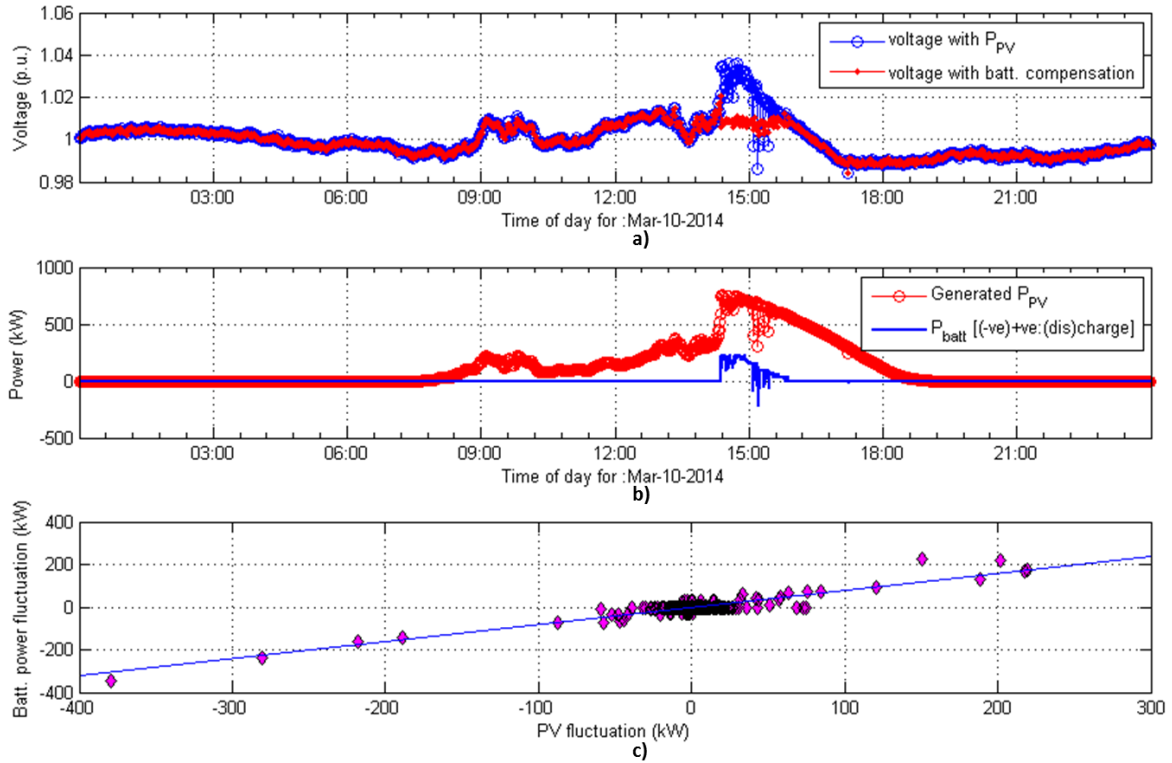 1.06
1.04
1.02
1
0.98
Voltage (p.u.)
voltage with P_PV
voltage with batt. compensation
03:00 06:00 09:00 12:00 15:00 18:00 21:00
Time of day for :Mar-10-2014
a)
1000
500
0
-500
Power (kW)
Generated P_PV
P_batt [(-ve)+ve:(dis)charge]
03:00 06:00 09:00 12:00 15:00 18:00 21:00
Time of day for :Mar-10-2014
b)
400
200
0
-200
-400
Batt. power fluctuation (kW)
-400 -300 -200 -100 0 100 200 300
PV fluctuation (kW)
c)